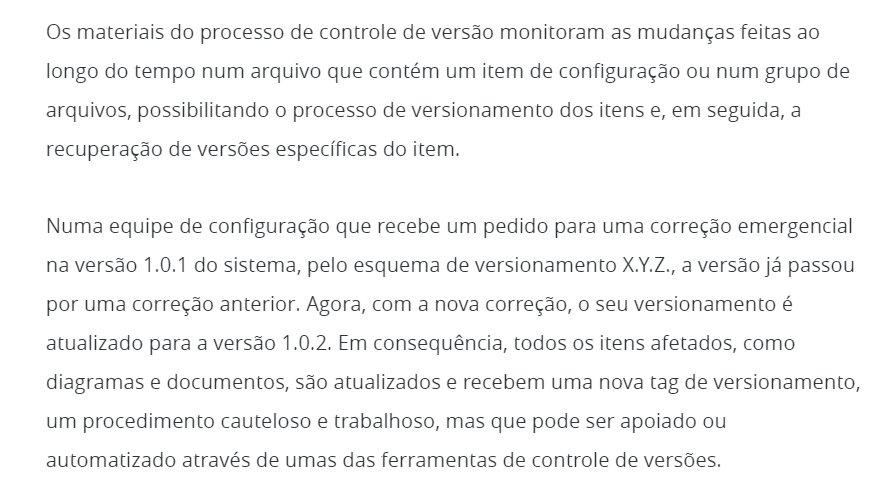 Os materiais do processo de controle de versão monitoram as mudanças feitas ao
longo do tempo num arquivo que contém um item de configuração ou num grupo de
arquivos, possibilitando o processo de versionamento dos itens e, em seguida, a
recuperação de versões específicas do item.
Numa equipe de configuração que recebe um pedido para uma correção emergencial
na versão 1.0.1 do sistema, pelo esquema de versionamento X.Y.Z., a versão já passou
por uma correção anterior. Agora, com a nova correção, o seu versionamento é
atualizado para a versão 1.0.2. Em consequência, todos os itens afetados, como
diagramas e documentos, são atualizados e recebem uma nova tag de versionamento,
um procedimento cauteloso e trabalhoso, mas que pode ser apoiado ou
automatizado através de umas das ferramentas de controle de versões.